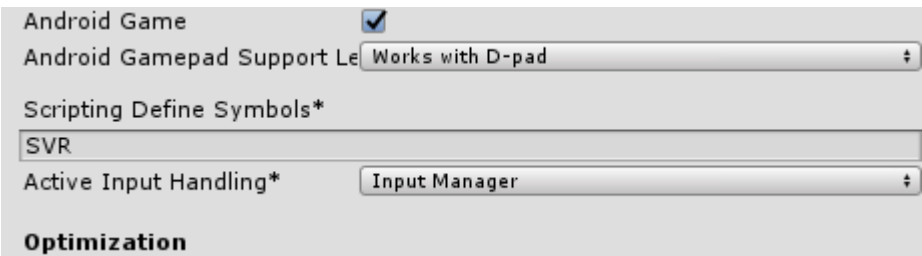 Android Game
Android Gamepad Support Le Works with D-pad
Scripting Define Symbols*
SVR
Active Input Handling* Input Manager
Optimization